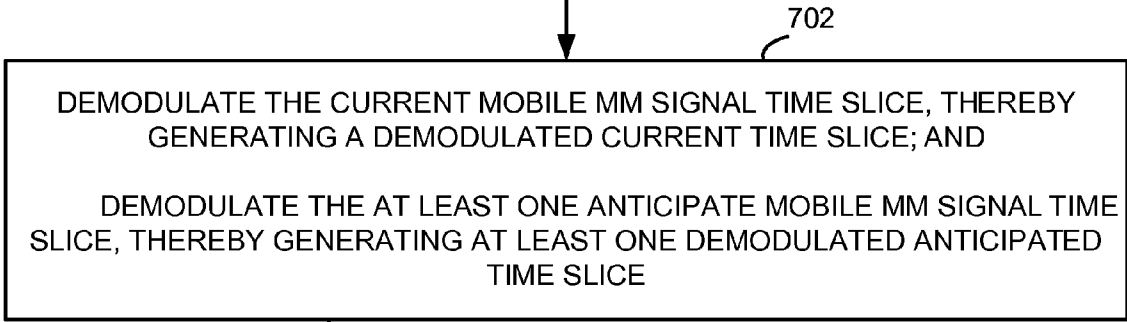 702
DEMODULATE THE CURRENT MOBILE MM SIGNAL TIME SLICE, THEREBY
GENERATING A DEMODULATED CURRENT TIME SLICE; AND
DEMODULATE THE AT LEAST ONE ANTICIPATE MOBILE MM SIGNAL TIME
SLICE, THEREBY GENERATING AT LEAST ONE DEMODULATED ANTICIPATED
TIME SLICE